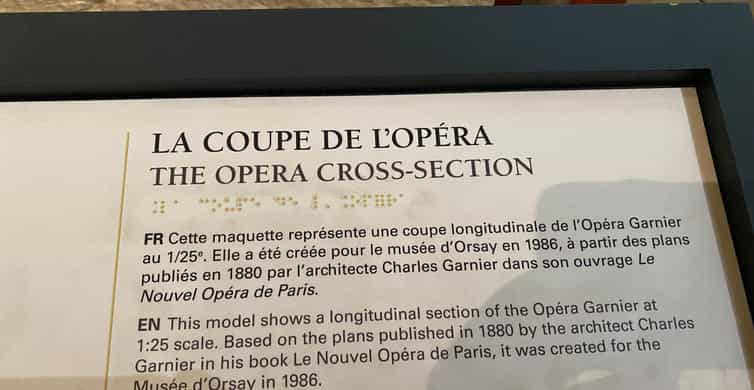 LA COUPE DE L'OPÉRA
THE OPERA CROSS-SECTION
FR Cette maquette représente une coupe longitudinale de l'Opéra Garnier
au 1/25e. Elle a été créée pour le musée d'Orsay en 1986, à partir des plans
publiés en 1880 par l'architecte Charles Garnier dans son ouvrage Le
Nouvel Opéra de Paris.
EN This model shows a longitudinal section of the Opéra Garnier at
1:25 scale. Based on the plans published in 1880 by the architect Charles
Garnier in his book Le Nouvel Opéra de Paris, it was created for the
Musée d'Orsay in 1986.